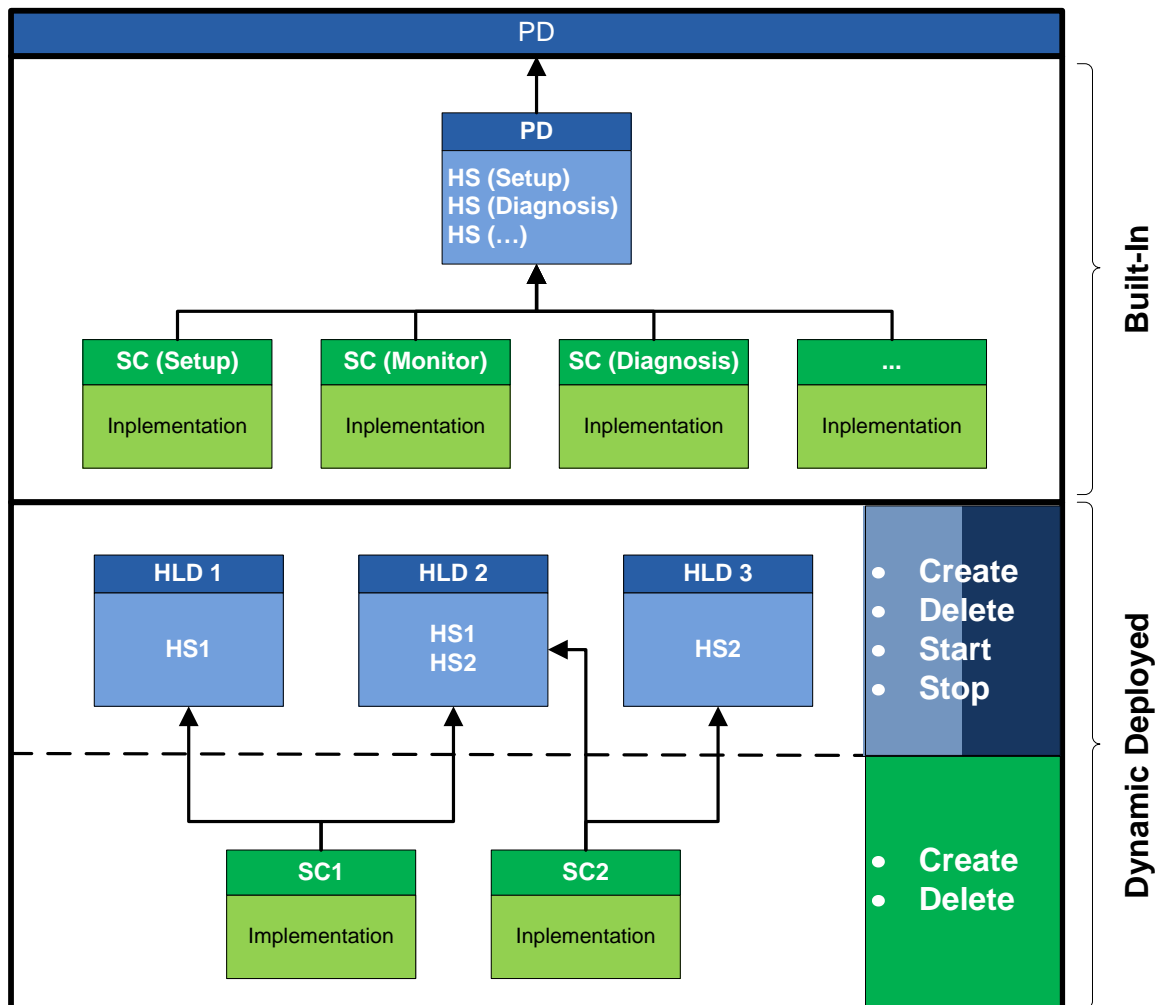 PD
PD
HS (Setup)
HS (Diagnosis)
HS (…)
Built-In
SC (Setup)
SC (Monitor)
SC (Diagnosis)
...
Inplementation
Inplementation
Inplementation
Inplementation
HLD 1
HLD 2
HLD 3
HS1
HS1
HS2
HS2
• Create
• Delete
• Start
• Stop
Dynamic Deployed
SC1
SC2
Implementation
Inplementation
• Create
• Delete